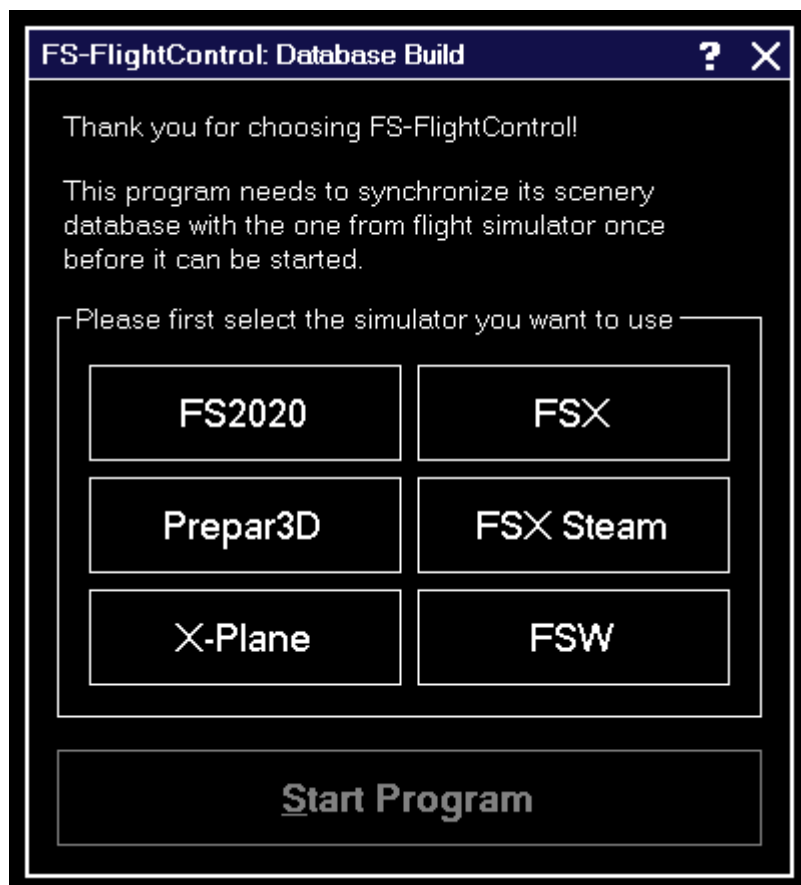 FS-FlightControl: Database Build ? X
Thank you for choosing FS-FlightControl!
This program needs to synchronize its scenery
database with the one from flight simulator once
before it can be started.
Please first select the simulator you want to use
FS2020 FSX
Prepar3D FSX Steam
X-Plane FSW
Start Program